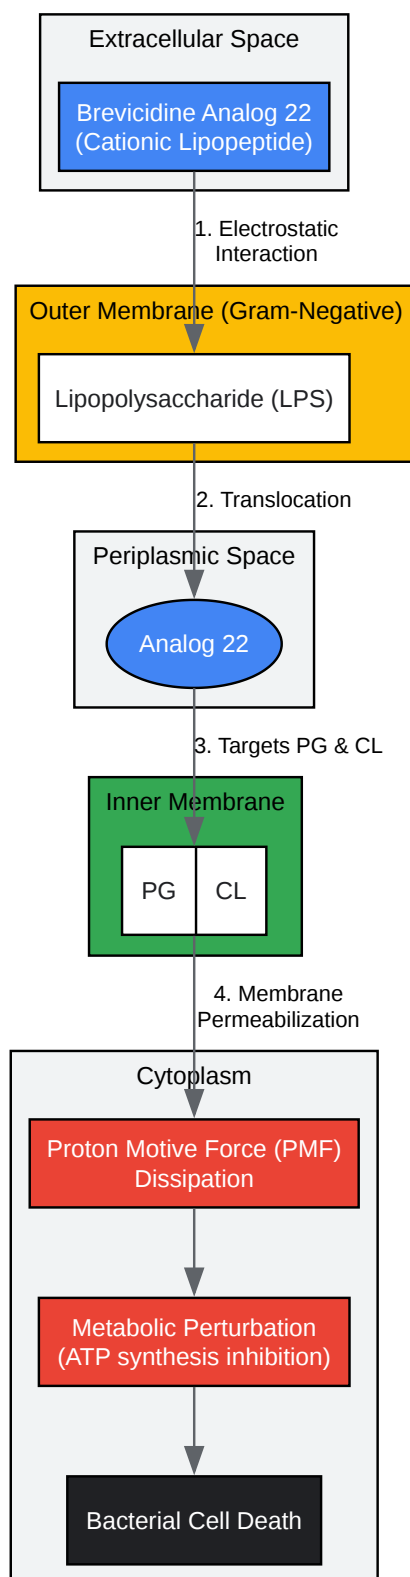 Extracellular Space
Brevicidine Analog 22
(Cationic Lipopeptide)
1. Electrostatic
Interaction
Outer Membrane (Gram-Negative)
Lipopolysaccharide (LPS)
2. Translocation
Periplasmic Space
Analog 22
3. Targets PG & CL
Inner Membrane
PG CL
4. Membrane
Permeabilization
Cytoplasm
Proton Motive Force (PMF)
Dissipation
Metabolic Perturbation
(ATP synthesis inhibition)
Bacterial Cell Death